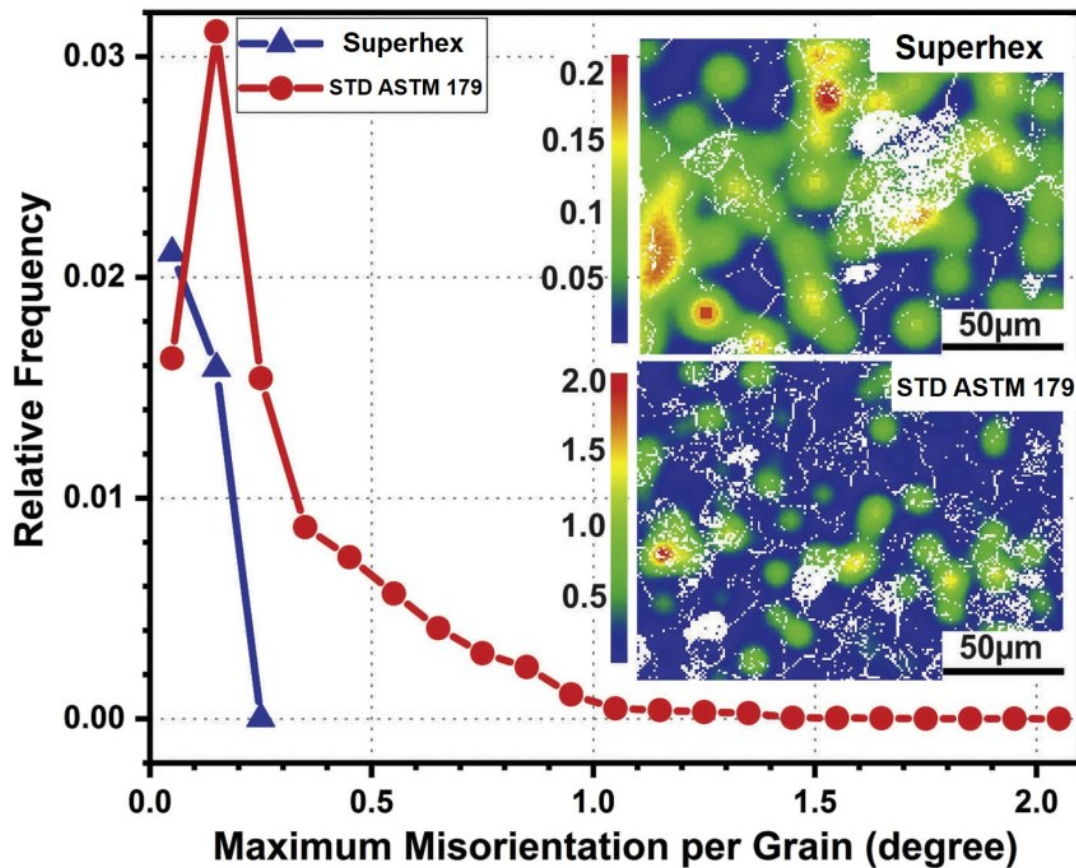 Superhex
STD ASTM 179
Relative Frequency
0.03
0.02
0.01
0.00
0.0
0.5
1.0
1.5
2.0
Maximum Misorientation per Grain (degree)
Superhex
0.2
0.15
0.1
0.05
50µm
STD ASTM 179
2.0
1.5
1.0
0.5
50µm